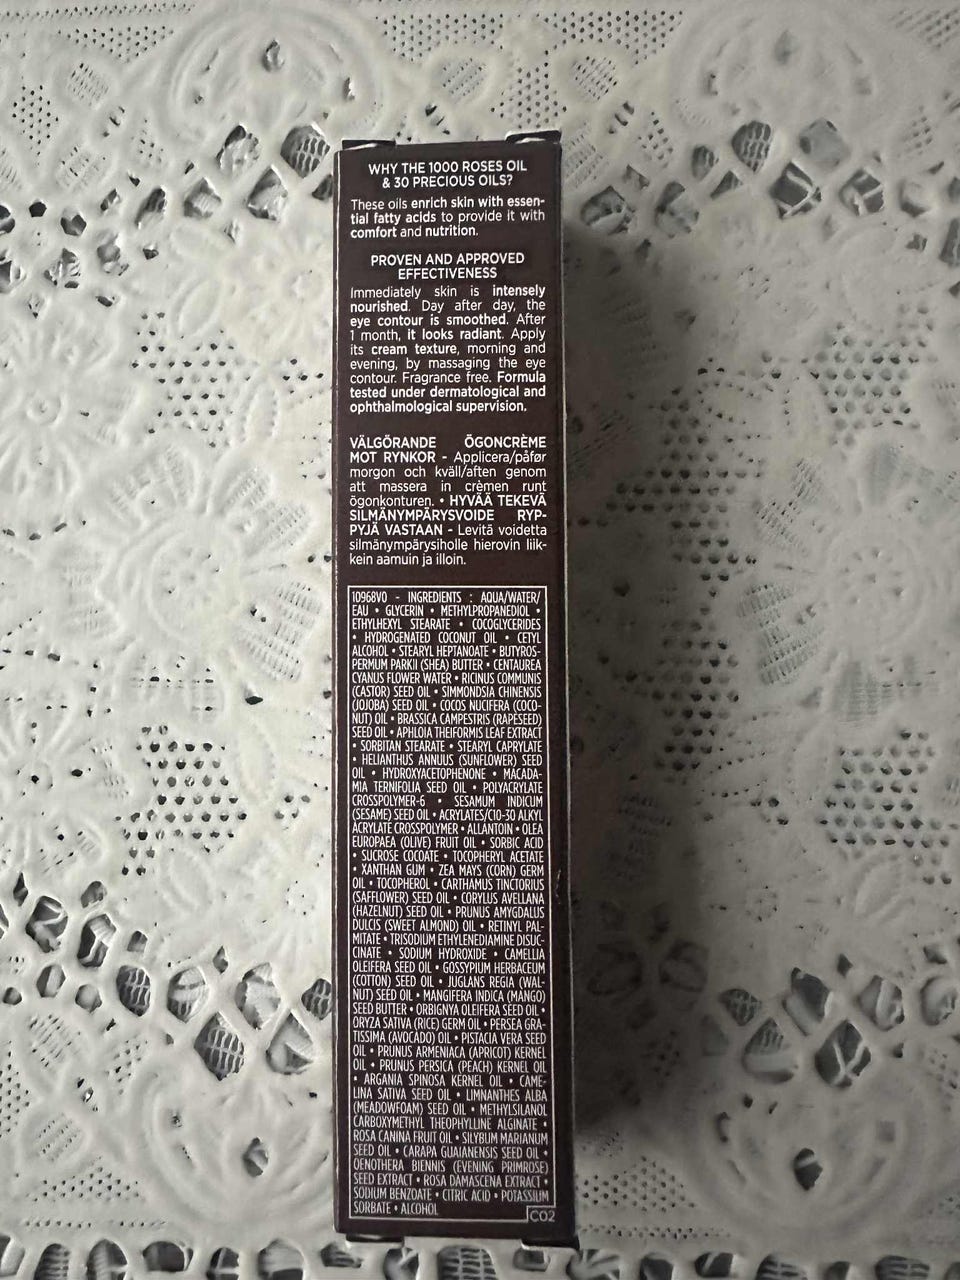 WHY THE 1000 ROSES OIL
& 30 PRECIOUS OILS?
These oils enrich skin with essen-
tial fatty acids to provide it with
comfort and nutrition.
PROVEN AND APPROVED
EFFECTIVENESS
Immediately skin is intensely
nourished. Day after day, the
eye contour is smoothed. After
1 month, it looks radiant. Apply
its cream texture, morning and
evening, by massaging the eye
contour. Fragrance free. Formula
tested under dermatological and
ophthalmological supervision.
VÄLGÖRANDE ÖGONCRÈME
MOT RYNKOR - Applicera/påfør
morgon och kväll/aften genom
att massera in crèmen runt
ögonkonturen. • HYVÄÄ TEKEVÄ
SILMÄNYMPÄRYSVOIDE RYP-
PYJÄ VASTAAN - Levitä voidetta
silmänympärysiholle hierovin liik-
kein aamuin ja illoin.
10968V0 - INGREDIENTS : AQUA/WATER/
EAU • GLYCERIN • METHYLPROPANEDIOL •
ETHYLHEXYL STEARATE • COCOGLYCERIDES
• HYDROGENATED COCONUT OIL • CETYL
ALCOHOL • STEARYL HEPTANOATE • BUTYROS-
PERMUM PARKII (SHEA) BUTTER • CENTAUREA
CYANUS FLOWER WATER • RICINUS COMMUNIS
(CASTOR) SEED OIL • SIMMONDSIA CHINENSIS
(JOJOBA) SEED OIL • COCOS NUCIFERA (COCO-
NUT) OIL • BRASSICA CAMPESTRIS (RAPESEED)
SEED OIL • APHLOIA THEIFORMIS LEAF EXTRACT
• SORBITAN STEARATE • STEARYL CAPRYLATE
• HELIANTHUS ANNUUS (SUNFLOWER) SEED
OIL • HYDROXYACETOPHENONE • MACADA-
MIA TERNIFOLIA SEED OIL • POLYACRYLATE
CROSSPOLYMER-6 • SESAMUM INDICUM
(SESAME) SEED OIL • ACRYLATES/C10-30 ALKYL
ACRYLATE CROSSPOLYMER • ALLANTOIN • OLEA
EUROPAEA (OLIVE) FRUIT OIL • SORBIC ACID
• SUCROSE COCOATE • TOCOPHERYL ACETATE
• XANTHAN GUM • ZEA MAYS (CORN) GERM
OIL • TOCOPHEROL • CARTHAMUS TINCTORIUS
(SAFFLOWER) SEED OIL • CORYLUS AVELLANA
(HAZELNUT) SEED OIL • PRUNUS AMYGDALUS
DULCIS (SWEET ALMOND) OIL • RETINYL PAL-
MITATE • TRISODIUM ETHYLENEDIAMINE DISUC-
CINATE • SODIUM HYDROXIDE • CAMELLIA
OLEIFERA SEED OIL • GOSSYPIUM HERBACEUM
(COTTON) SEED OIL • JUGLANS REGIA (WAL-
NUT) SEED OIL • MANGIFERA INDICA (MANGO)
SEED BUTTER • ORBIGNYA OLEIFERA SEED OIL •
ORYZA SATIVA (RICE) GERM OIL • PERSEA GRA-
TISSIMA (AVOCADO) OIL • PISTACIA VERA SEED
OIL • PRUNUS ARMENIACA (APRICOT) KERNEL
OIL • PRUNUS PERSICA (PEACH) KERNEL OIL
• ARGANIA SPINOSA KERNEL OIL • CAME-
LINA SATIVA SEED OIL • LIMNANTHES ALBA
(MEADOWFOAM) SEED OIL • METHYLSILANOL
CARBOXYMETHYL THEOPHYLLINE ALGINATE •
ROSA CANINA FRUIT OIL • SILYBUM MARIANUM
SEED OIL • CARAPA GUAIANENSIS SEED OIL •
OENOTHERA BIENNIS (EVENING PRIMROSE)
SEED EXTRACT • ROSA DAMASCENA EXTRACT •
SODIUM BENZOATE • CITRIC ACID • POTASSIUM
SORBATE • ALCOHOL
C02